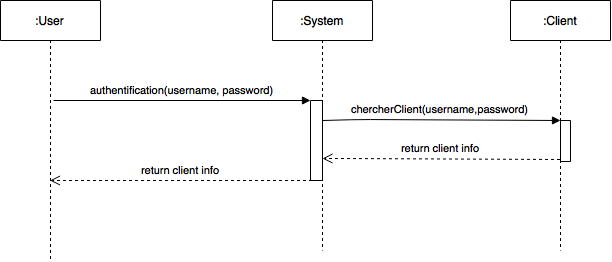 :User
:System
:Client
authentification(username, password)
chercherClient(username,password)
return client info
return client info